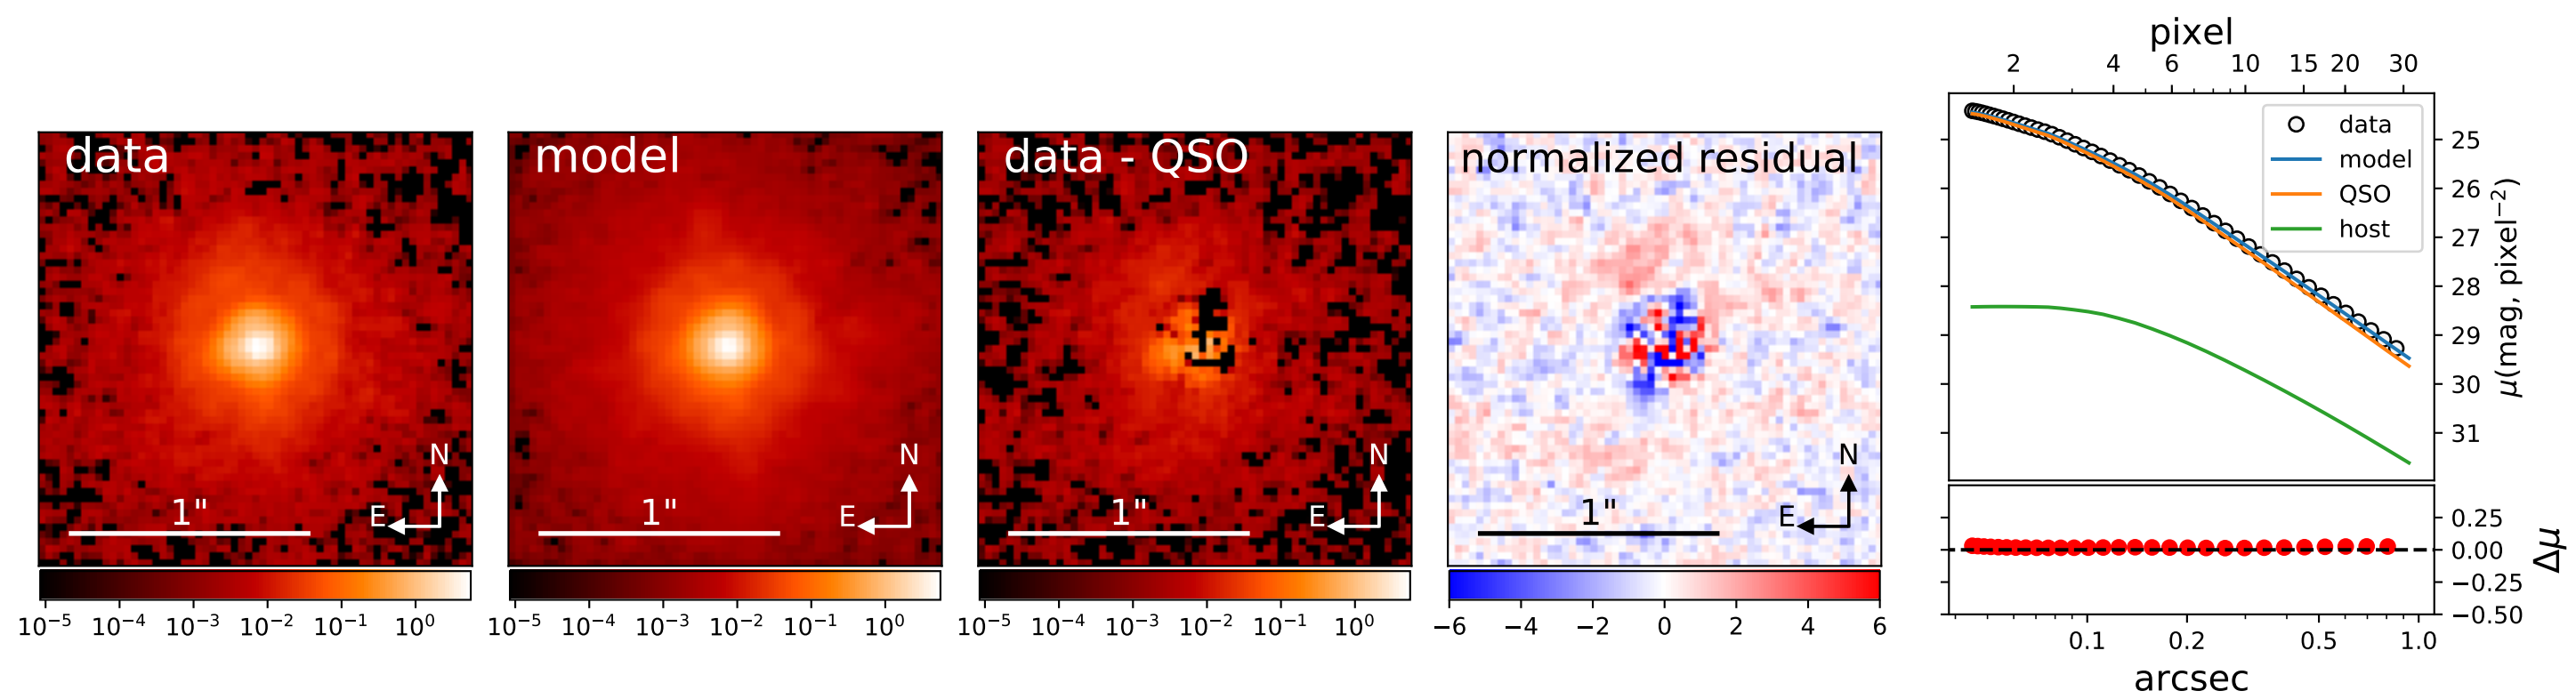 data
N
E
1"
10⁻⁵ 10⁻⁴ 10⁻³ 10⁻² 10⁻¹ 10⁰
model
N
E
1"
10⁻⁵ 10⁻⁴ 10⁻³ 10⁻² 10⁻¹ 10⁰
data - QSO
N
E
1"
10⁻⁵ 10⁻⁴ 10⁻³ 10⁻² 10⁻¹ 10⁰
normalized residual
N
E
1"
−6 −4 −2 0 2 4 6
pixel
2 4 6 10 15 20 30
data
model
QSO
host
25
26
27
28
29
30
31
μ(mag, pixel⁻²)
0.25
0.00
−0.25
−0.50
Δμ
0.1 0.2 0.5 1.0
arcsec